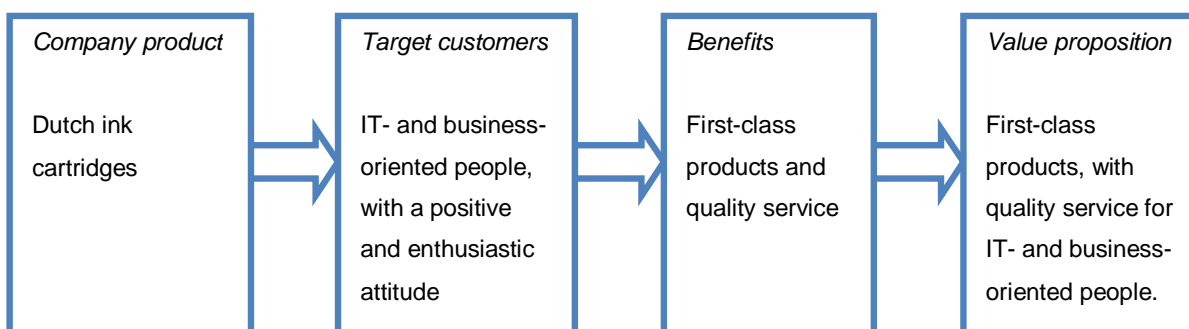 Company product
Dutch ink
cartridges
Target customers
IT- and business-
oriented people,
with a positive
and enthusiastic
attitude
Benefits
First-class
products and
quality service
Value proposition
First-class
products, with
quality service for
IT- and business-
oriented people.